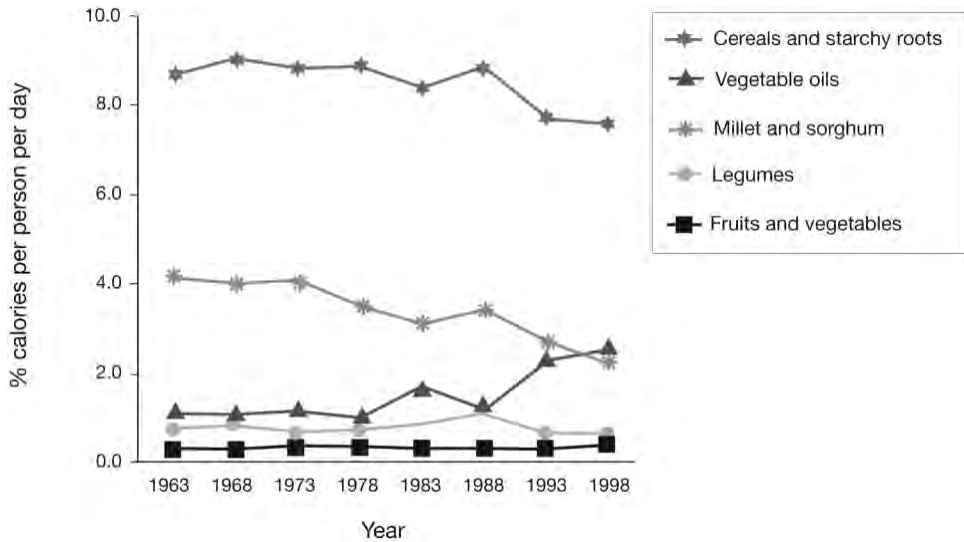 10.0
8.0
6.0
4.0
2.0
0.0
% calories per person per day
1963 1968 1973 1978 1983 1988 1993 1998
Year
Cereals and starchy roots
Vegetable oils
Millet and sorghum
Legumes
Fruits and vegetables